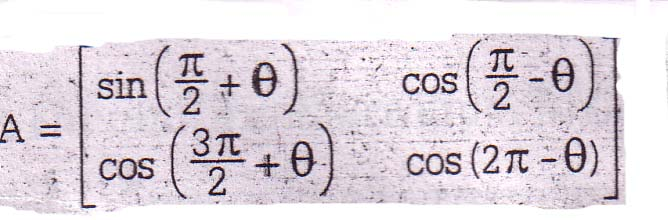 A = [ sin(π/2 + θ) cos(π/2 - θ)
cos(3π/2 + θ) cos(2π - θ) ]